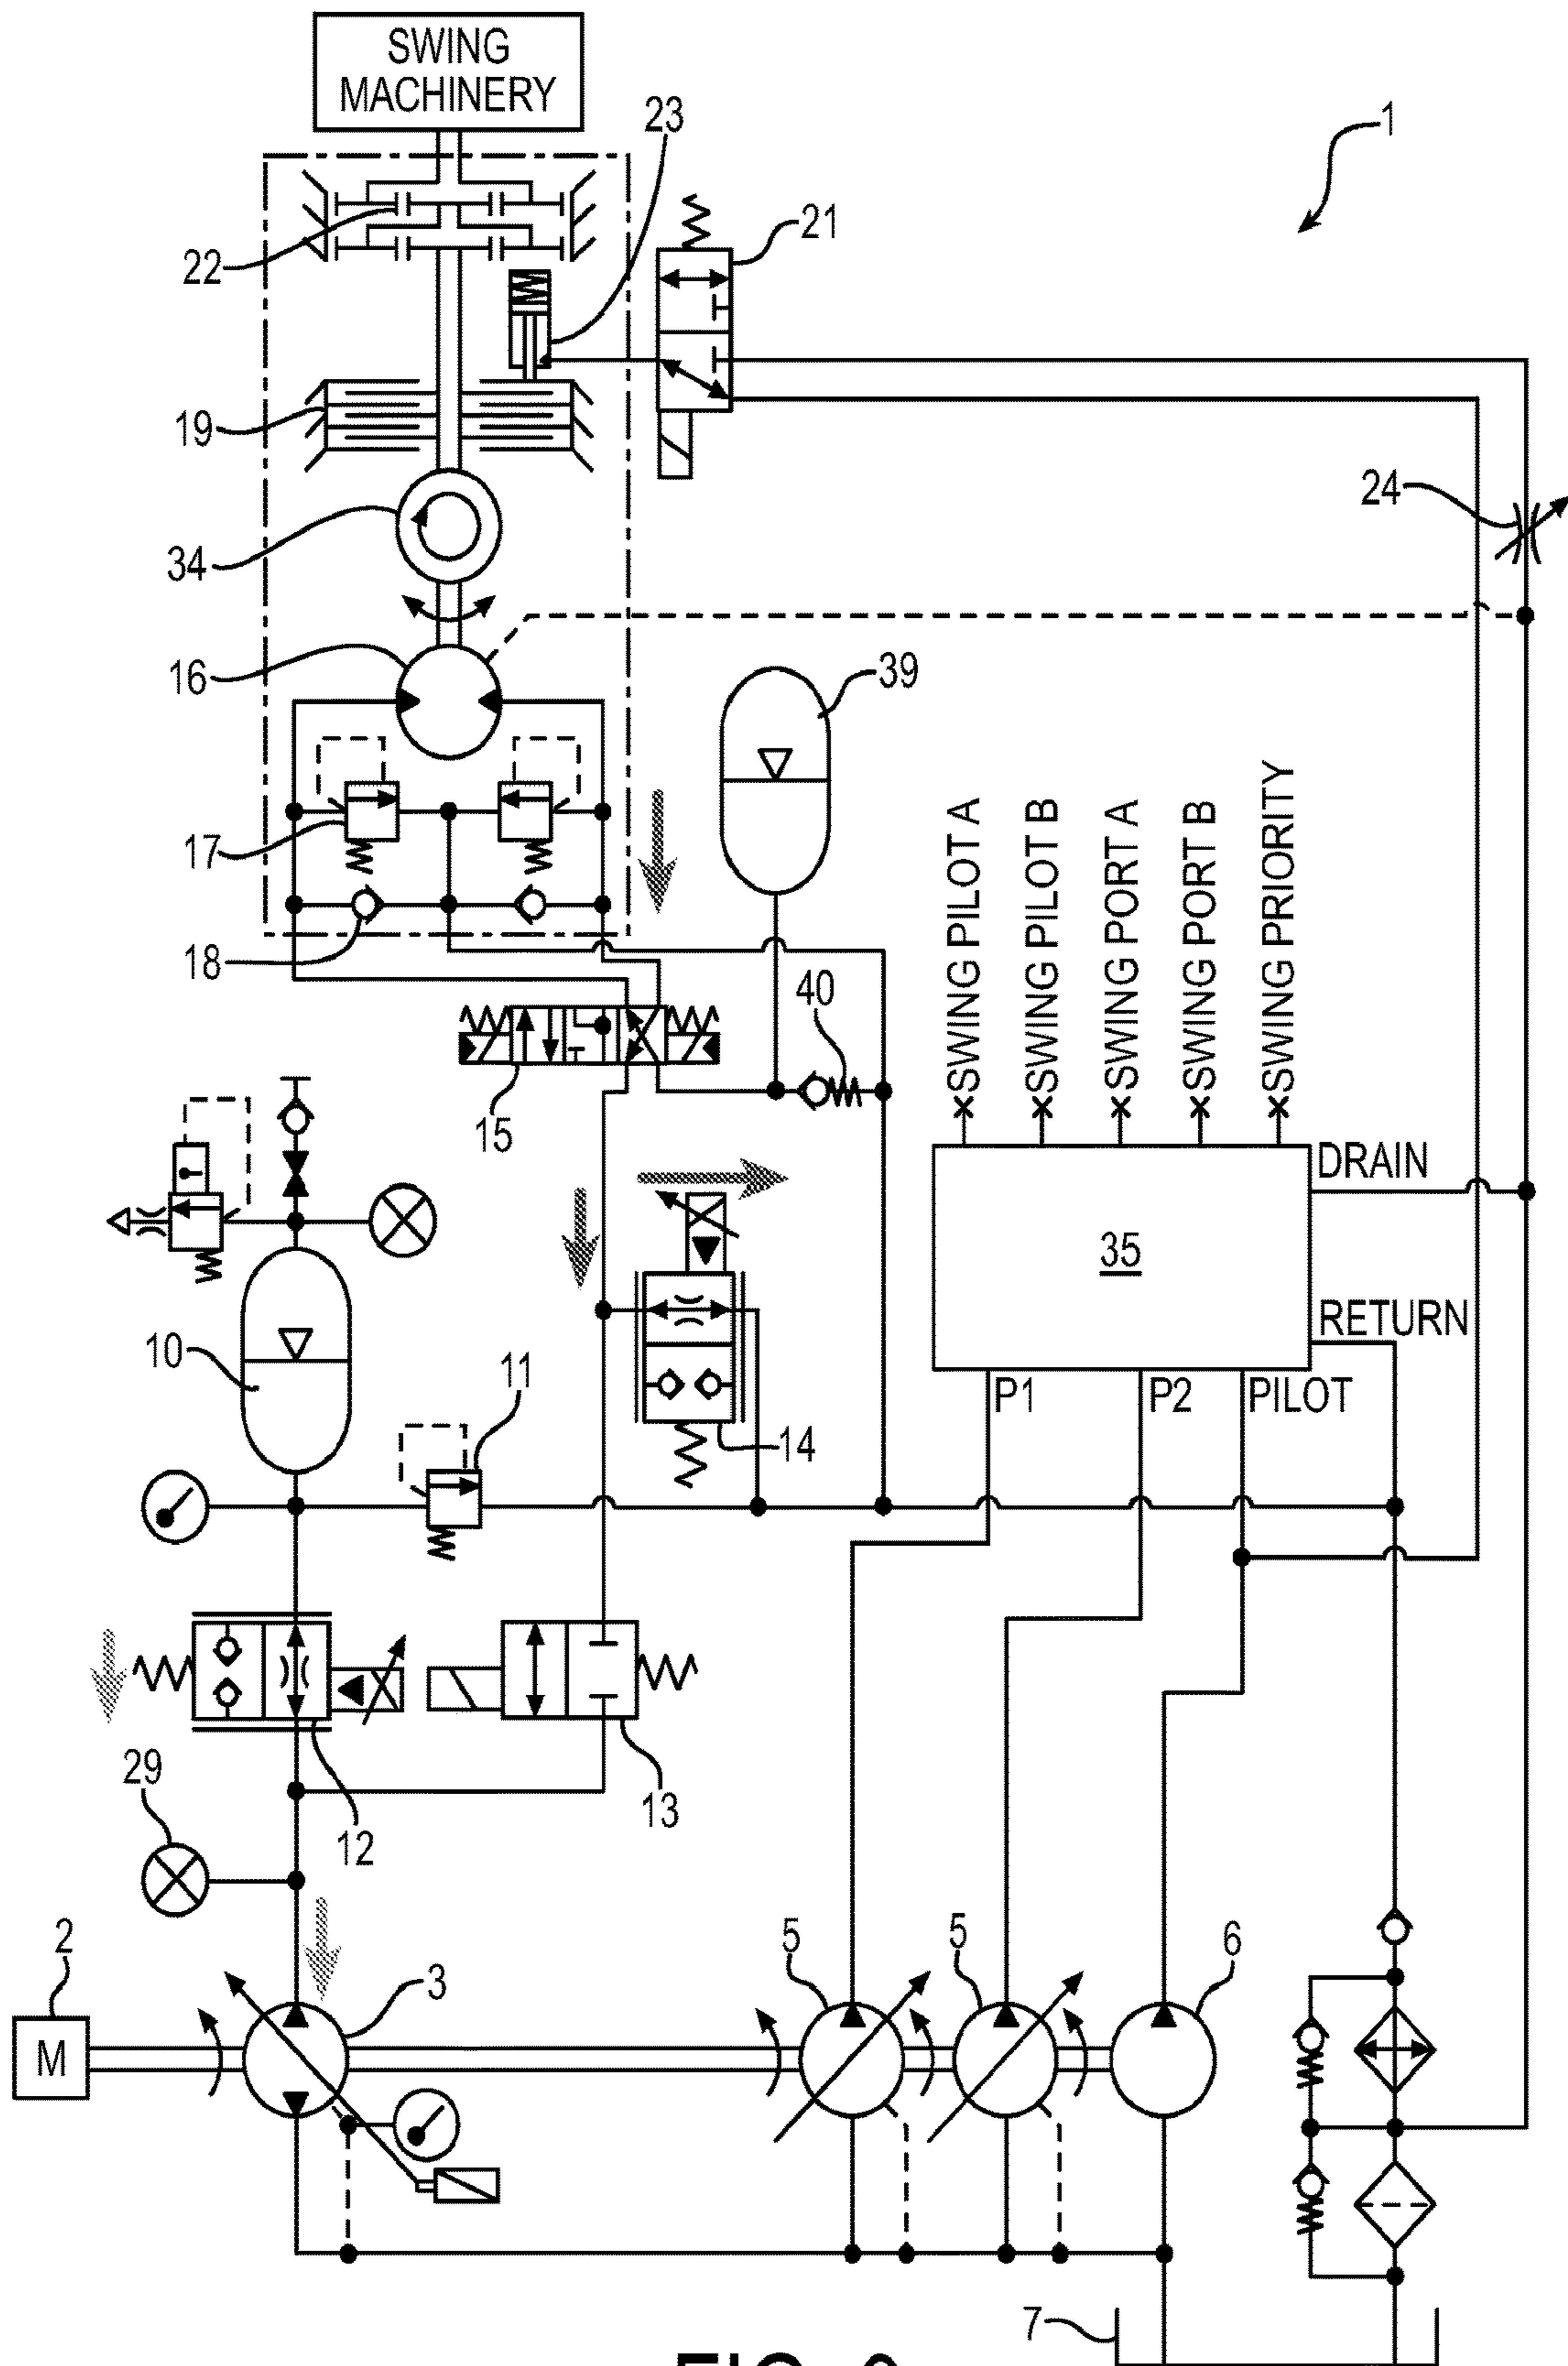 SWING
MACHINERY
23
1
21
22
19
24
34
16
39
17
18
40
SWING PILOT A
SWING PILOT B
SWING PORT A
SWING PORT B
SWING PRIORITY
15
DRAIN
35
10
11
RETURN
P1
P2
PILOT
14
29
12
13
2
3
5
5
6
M
7